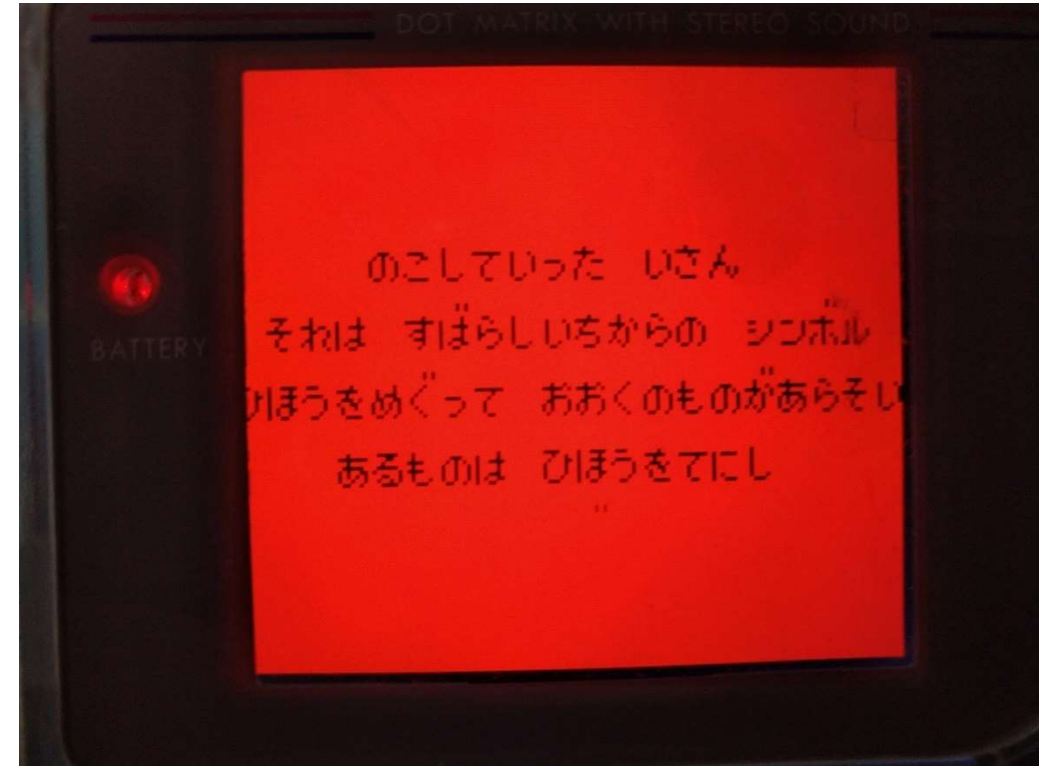 DOT MATRIX WITH STEREO SOUND
のこしていった いさん
それは すばらしいちからの シンボル
BATTERY
ひほうをめぐって おおくのものがあらそい
あるものは ひほうをてにし